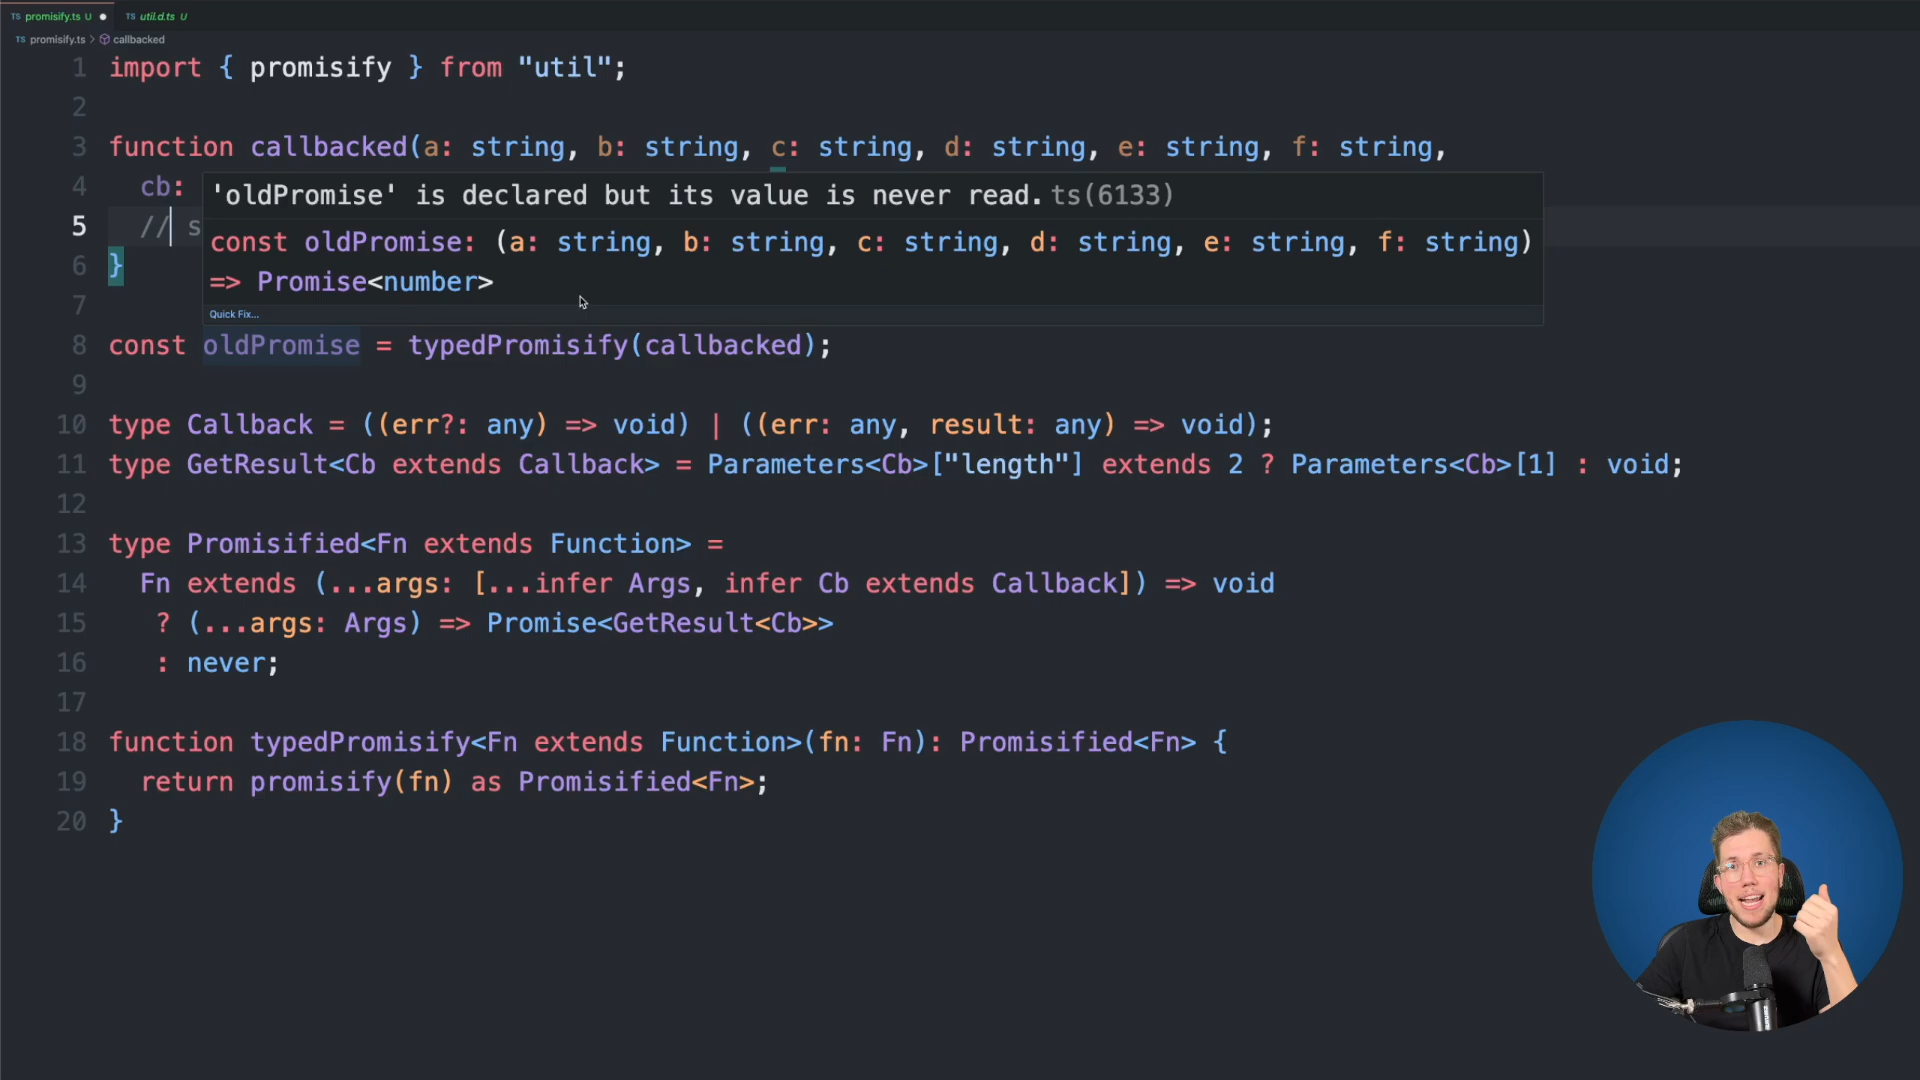 TS promisify.ts U ● TS util.d.ts U
TS promisify.ts > callbacked
1 import { promisify } from "util";
2
3 function callbacked(a: string, b: string, c: string, d: string, e: string, f: string,
4 cb:
'oldPromise' is declared but its value is never read. ts(6133)
5 // s
const oldPromise: (a: string, b: string, c: string, d: string, e: string, f: string)
6 }
=> Promise<number>
7
Quick Fix...
8 const oldPromise = typedPromisify(callbacked);
9
10 type Callback = ((err?: any) => void) | ((err: any, result: any) => void);
11 type GetResult<Cb extends Callback> = Parameters<Cb>["length"] extends 2 ? Parameters<Cb>[1] : void;
12
13 type Promisified<Fn extends Function> =
14 Fn extends (...args: [...infer Args, infer Cb extends Callback]) => void
15 ? (...args: Args) => Promise<GetResult<Cb>>
16 : never;
17
18 function typedPromisify<Fn extends Function>(fn: Fn): Promisified<Fn> {
19 return promisify(fn) as Promisified<Fn>;
20 }